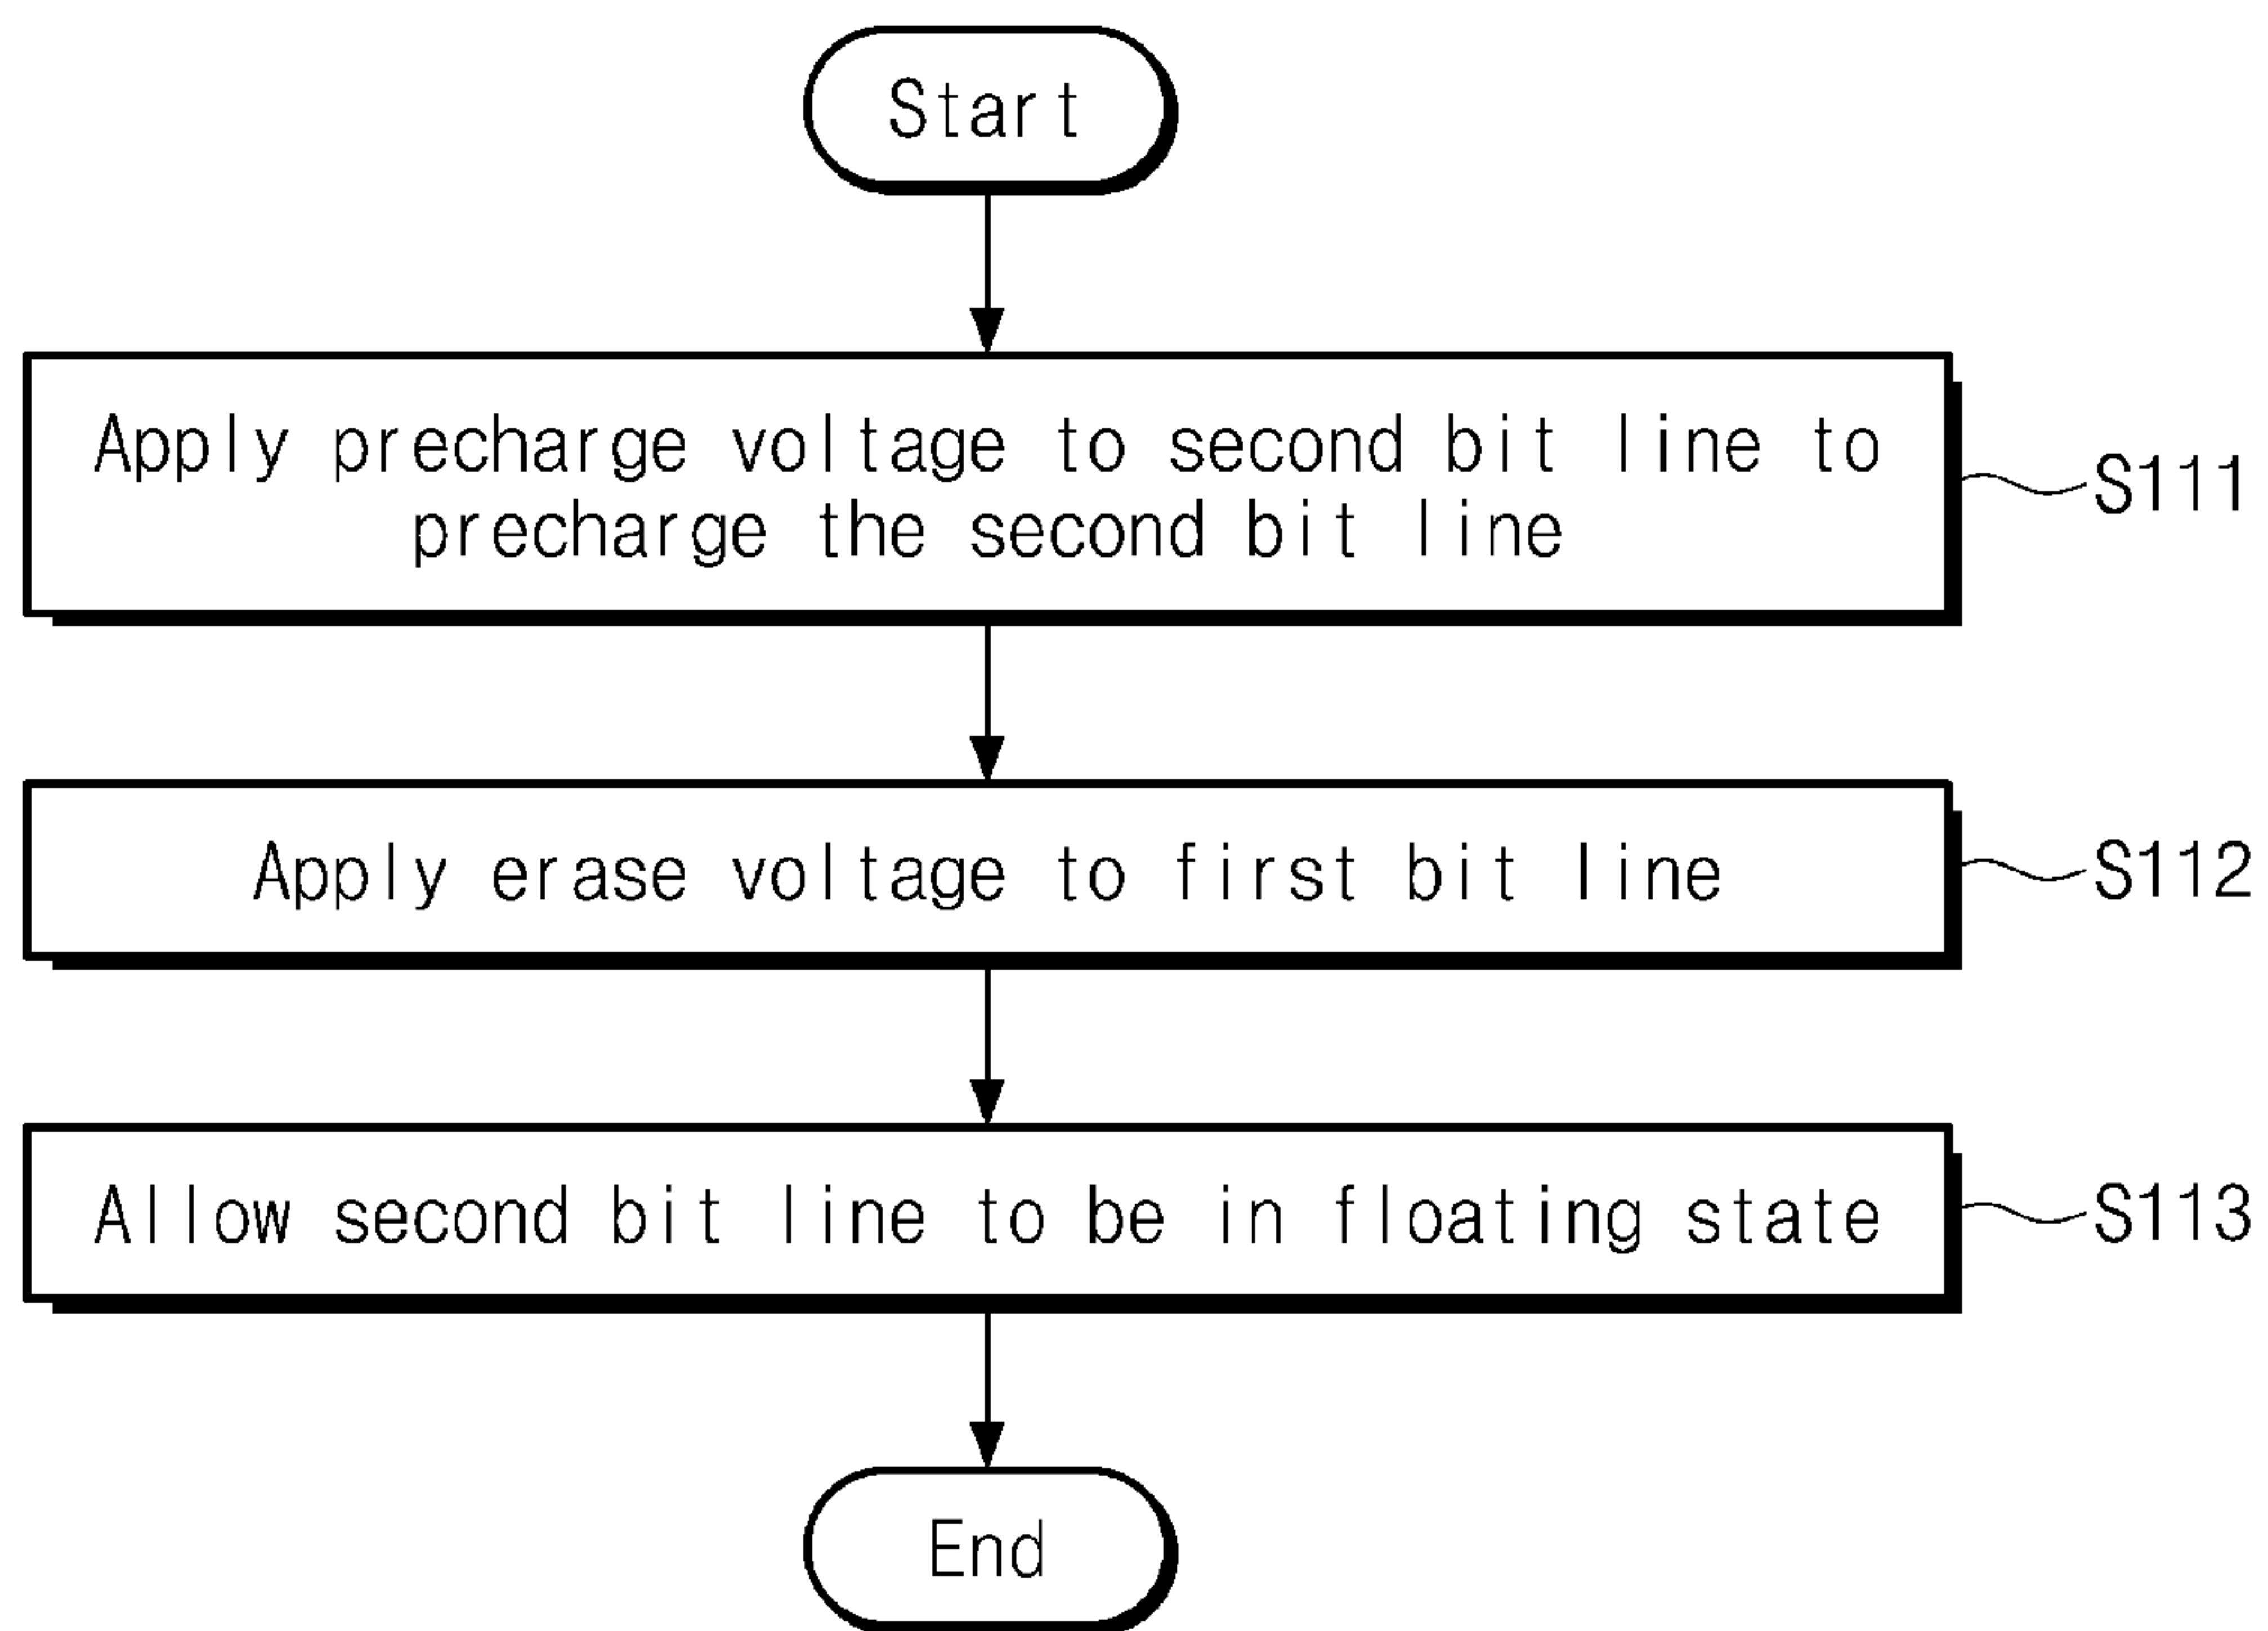 Start
Apply precharge voltage to second bit line to
precharge the second bit line
S111
Apply erase voltage to first bit line
S112
Allow second bit line to be in floating state
S113
End